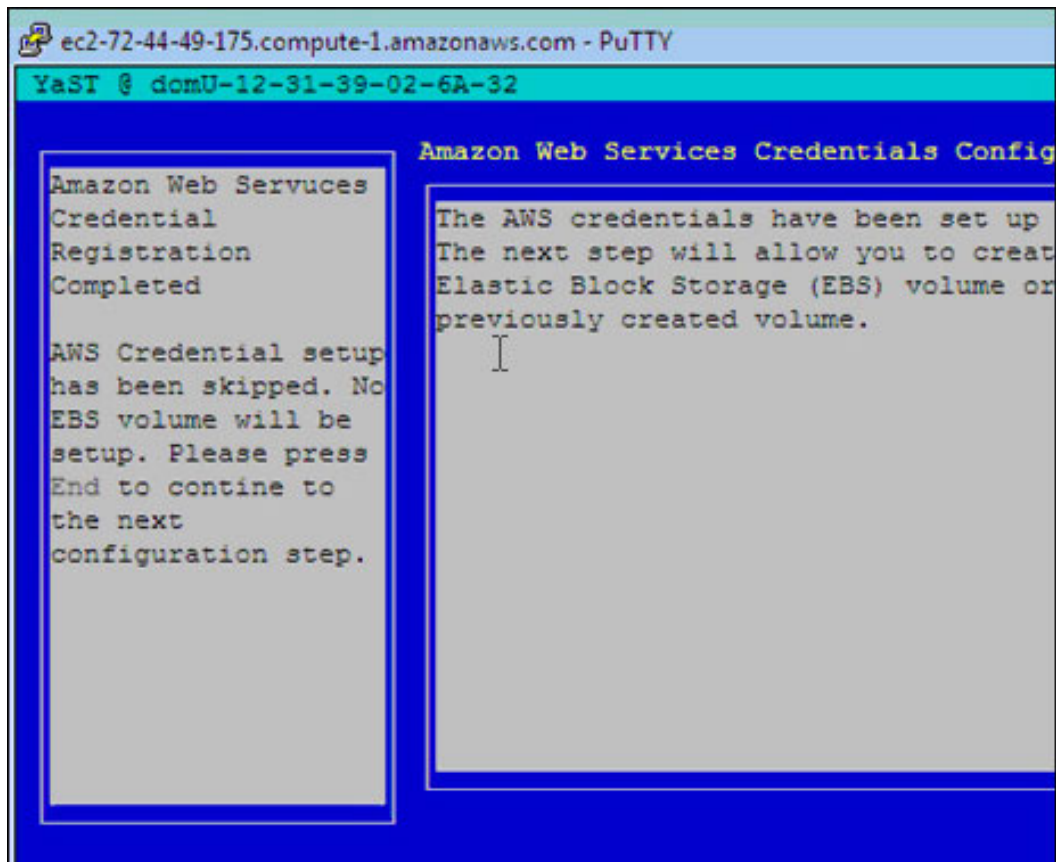 ec2-72-44-49-175.compute-1.amazonaws.com - PuTTY
YaST @ domU-12-31-39-02-6A-32
Amazon Web Servuces
Credential
Registration
Completed
AWS Credential setup
has been skipped. No
EBS volume will be
setup. Please press
End to contine to
the next
configuration step.
Amazon Web Services Credentials Config
The AWS credentials have been set up
The next step will allow you to creat
Elastic Block Storage (EBS) volume or
previously created volume.